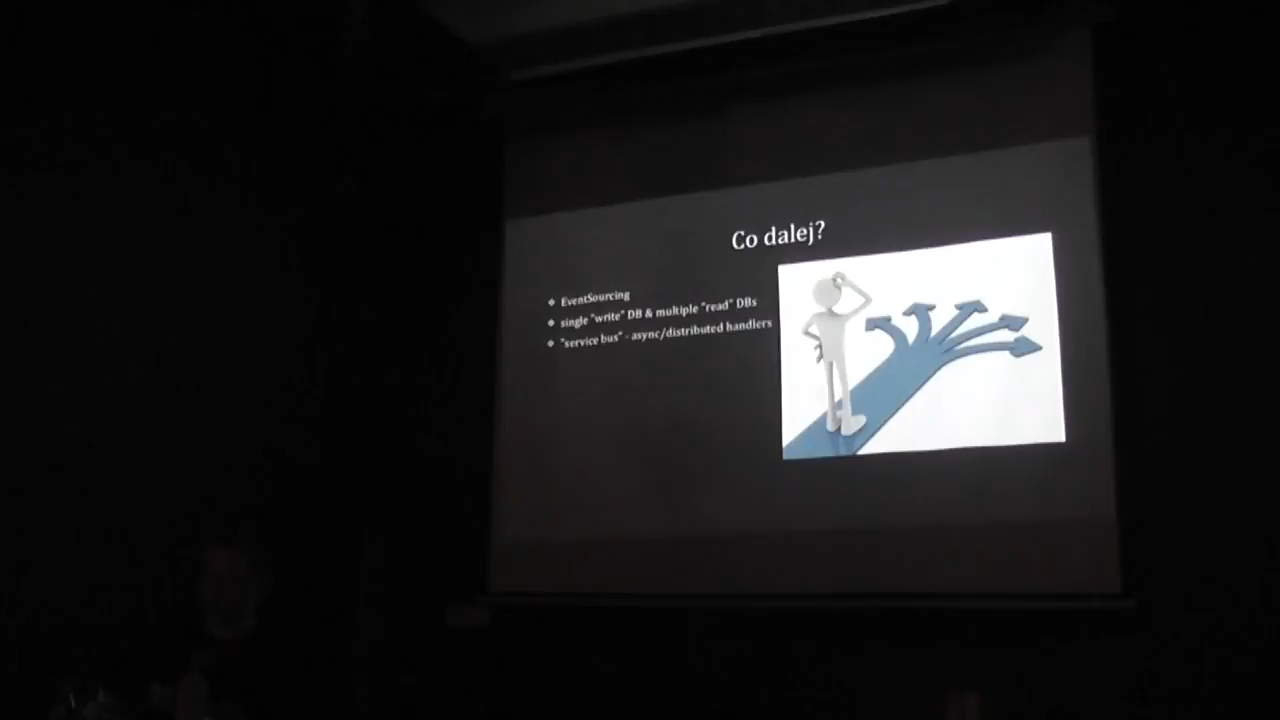 Co dalej?
❖ EventSourcing
❖ single "write" DB & multiple "read" DBs
❖ "service bus" - async/distributed handlers